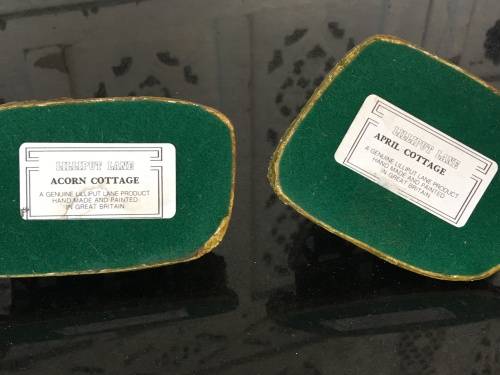 LILLIPUT LANE
ACORN COTTAGE
A GENUINE LILLIPUT LANE PRODUCT
HAND MADE AND PAINTED
IN GREAT BRITAIN
LILLIPUT LANE
APRIL COTTAGE
A GENUINE LILLIPUT LANE PRODUCT
HAND MADE AND PAINTED
IN GREAT BRITAIN